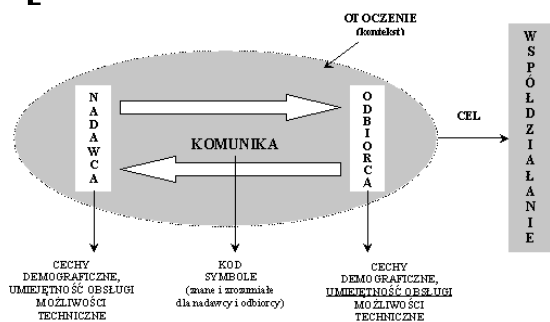 OTOCZENIE
(kontekst)
NADAWCA
ODBIORCA
KOMUNIKA
CEL
WSPÓŁDZIAŁANIE
CECHY
DEMOGRAFICZNE,
UMIEJĘTNOŚĆ OBSŁUGI
MOŻLIWOŚCI
TECHNICZNE
KOD
SYMBOLE
(znane i zrozumiałe
dla nadawcy i odbiorcy)
CECHY
DEMOGRAFICZNE,
UMIEJĘTNOŚĆ OBSŁUGI
MOŻLIWOŚCI
TECHNICZNE